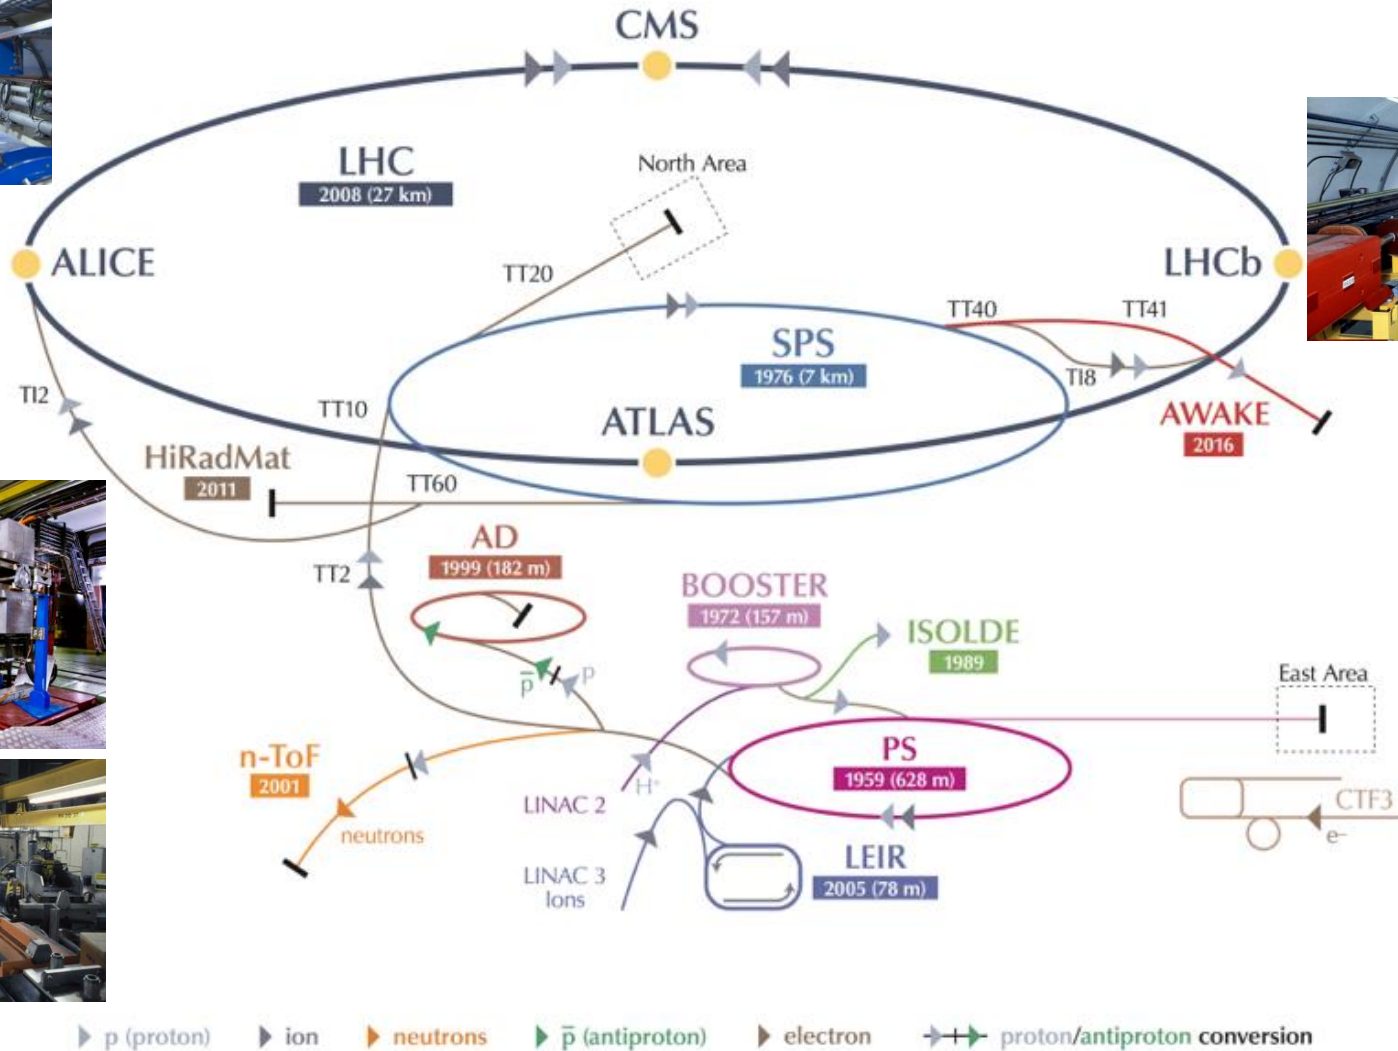 CMS
LHC
2008 (27 km)
North Area
ALICE
TT20
LHCb
TT40
TT41
SPS
1976 (7 km)
TI2
TT10
TI8
ATLAS
AWAKE
2016
HiRadMat
2011
TT60
AD
1999 (182 m)
TT2
BOOSTER
1972 (157 m)
ISOLDE
1989
p̅
p
East Area
n-ToF
2001
PS
1959 (628 m)
H⁺
LINAC 2
neutrons
CTF3
e–
LEIR
2005 (78 m)
LINAC 3
Ions
p (proton)
ion
neutrons
p̅ (antiproton)
electron
proton/antiproton conversion